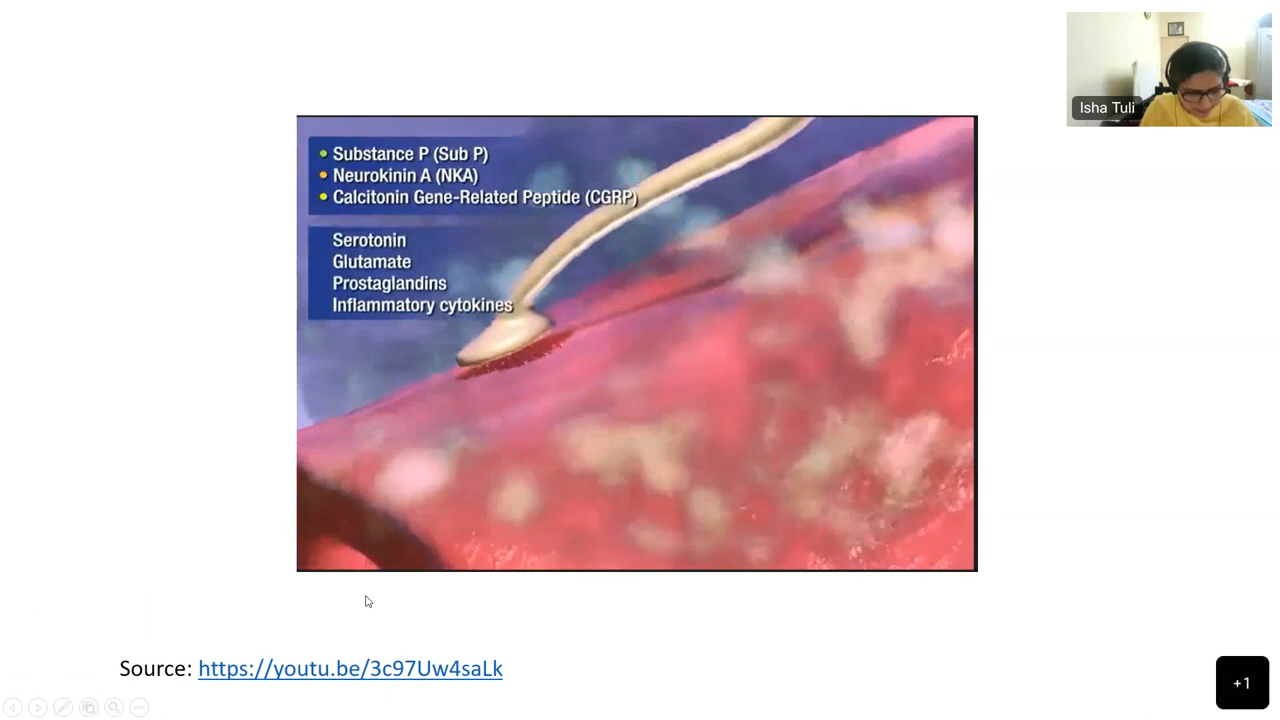 Isha Tuli
Substance P (Sub P)
Neurokinin A (NKA)
Calcitonin Gene-Related Peptide (CGRP)
Serotonin
Glutamate
Prostaglandins
Inflammatory cytokines
Source: https://youtu.be/3c97Uw4saLk
+1